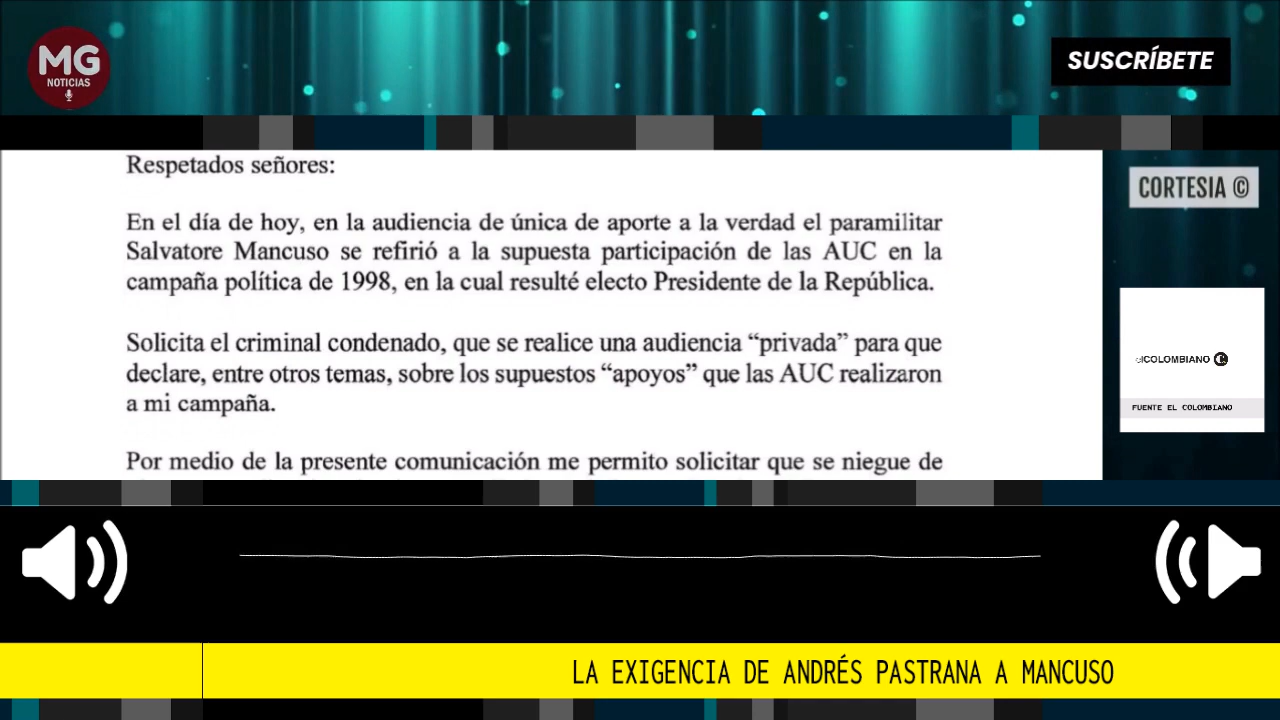 MG
NOTICIAS
SUSCRÍBETE
Respetados señores:
En el día de hoy, en la audiencia de única de aporte a la verdad el paramilitar
Salvatore Mancuso se refirió a la supuesta participación de las AUC en la
campaña política de 1998, en la cual resulté electo Presidente de la República.
Solicita el criminal condenado, que se realice una audiencia “privada” para que
declare, entre otros temas, sobre los supuestos “apoyos” que las AUC realizaron
a mi campaña.
Por medio de la presente comunicación me permito solicitar que se niegue de
CORTESIA ©
elCOLOMBIANO C
FUENTE EL COLOMBIANO
LA EXIGENCIA DE ANDRÉS PASTRANA A MANCUSO